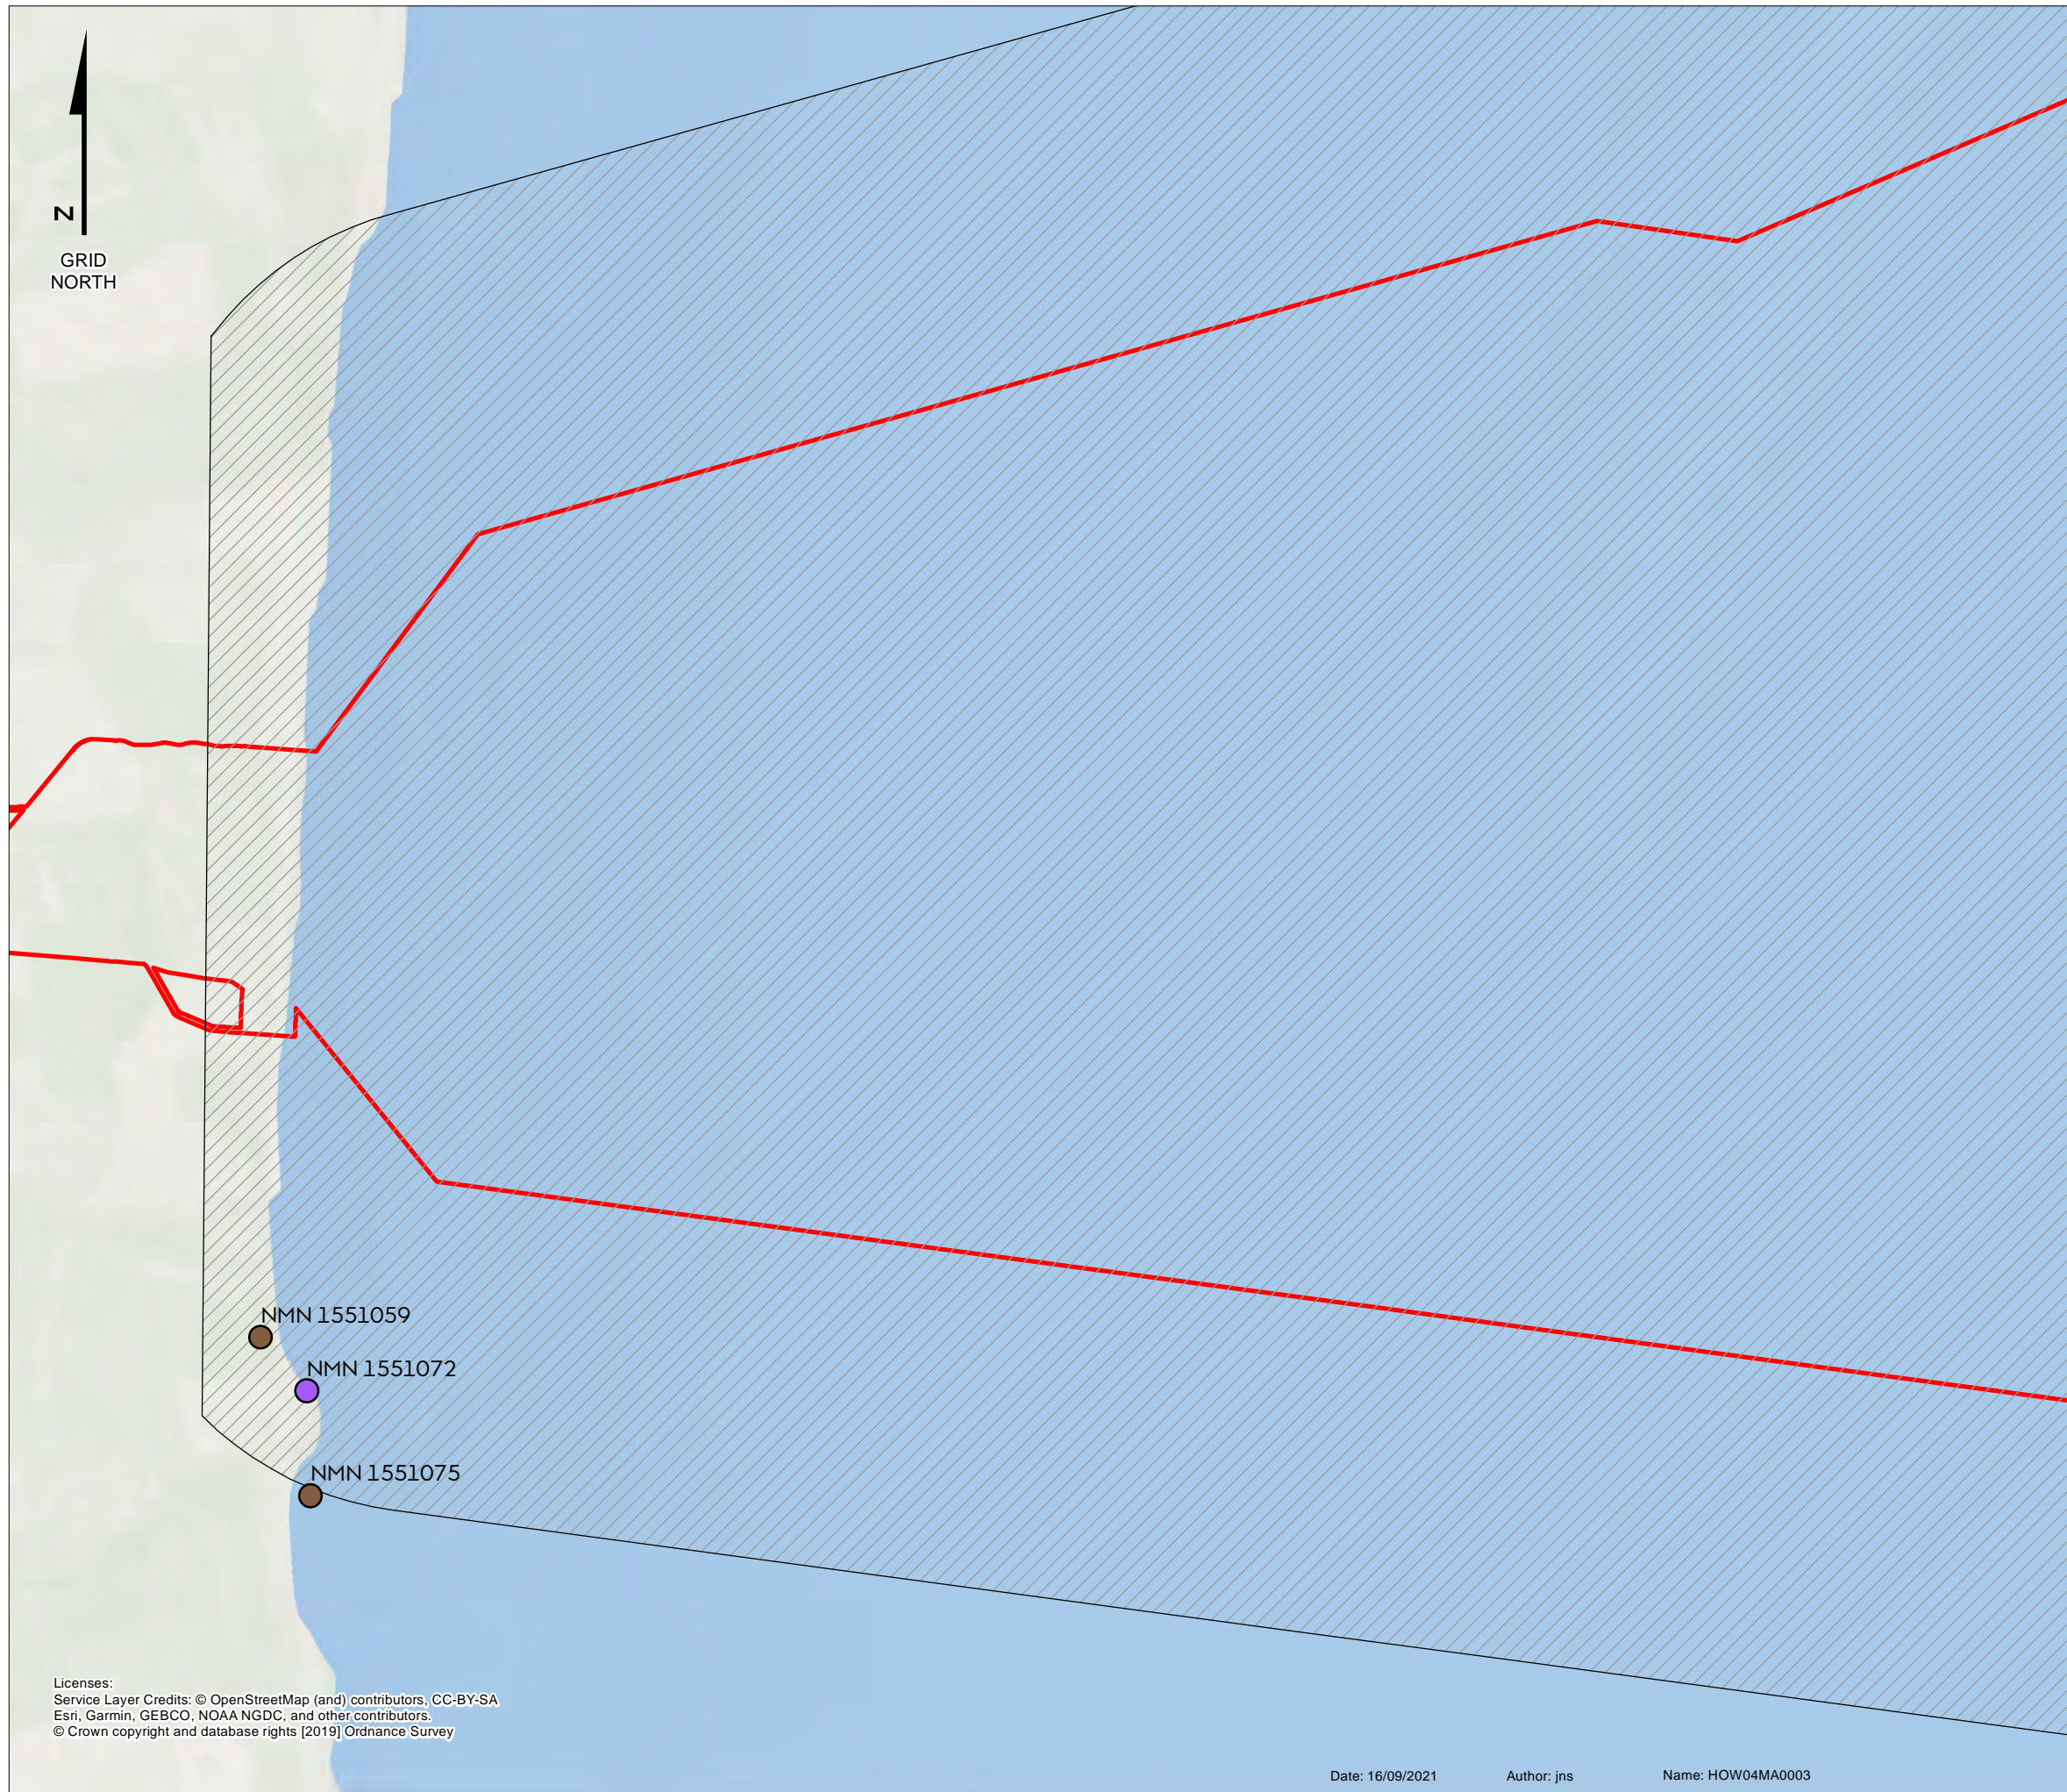 N
GRID
NORTH
NMN 1551059
NMN 1551072
NMN 1551075
Licenses:
Service Layer Credits: © OpenStreetMap (and) contributors, CC-BY-SA
Esri, Garmin, GEBCO, NOAA NGDC, and other contributors.
© Crown copyright and database rights [2019] Ordnance Survey
Date: 16/09/2021 Author: jns Name: HOW04MA0003